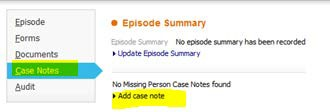 Episode
Forms
Documents
Case Notes
Audit
Episode Summary
Episode Summary No episode summary has been recorded
Update Episode Summary
No Missing Person Case Notes found
Add case note